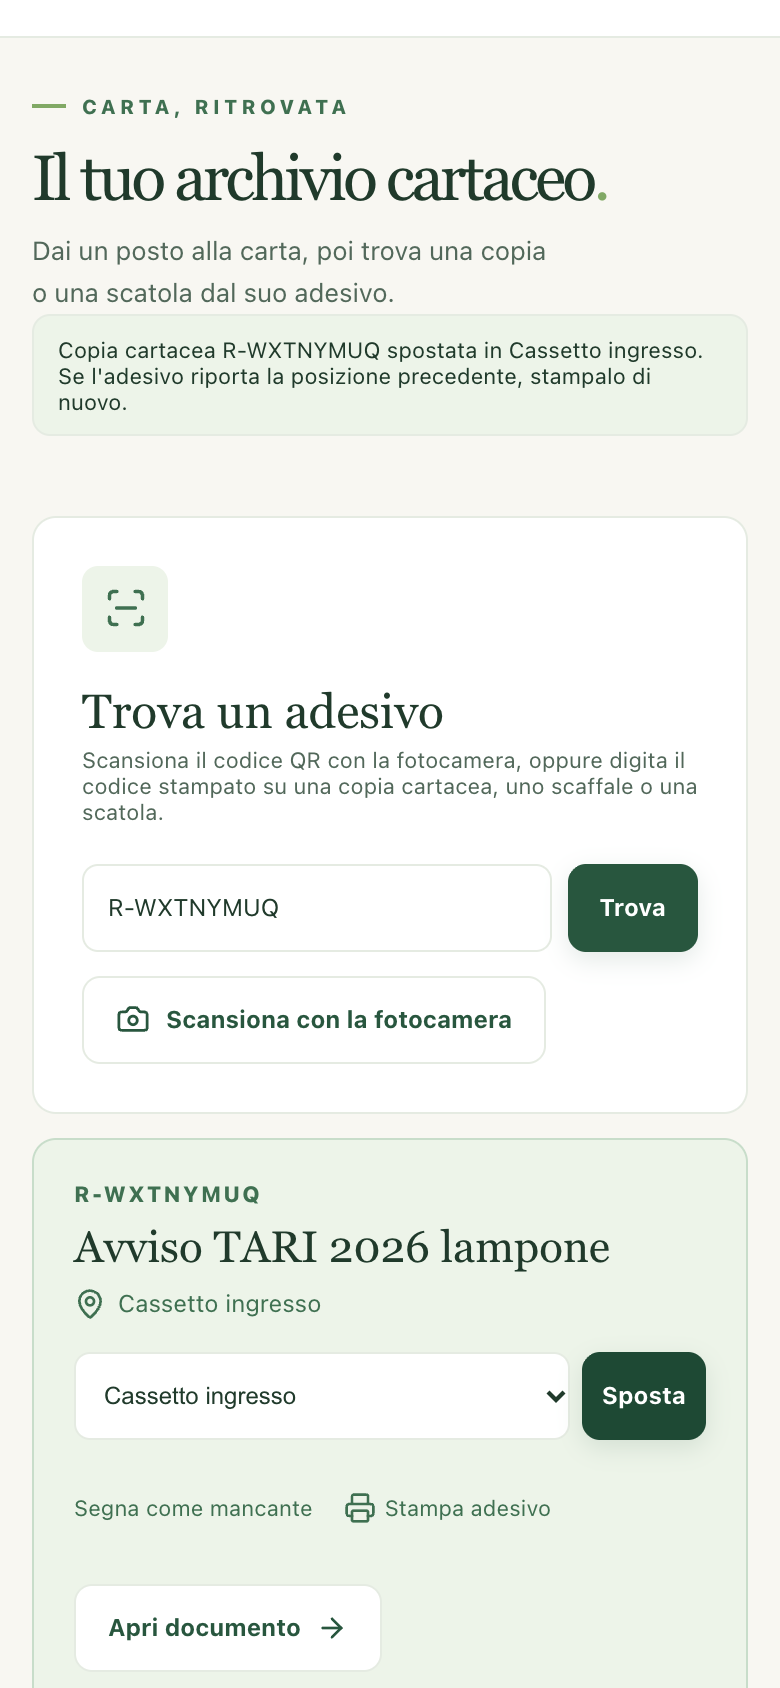 CARTA, RITROVATA
Il tuo archivio cartaceo.
Dai un posto alla carta, poi trova una copia
o una scatola dal suo adesivo.
Copia cartacea R-WXTNYMUQ spostata in Cassetto ingresso.
Se l'adesivo riporta la posizione precedente, stampalo di
nuovo.
Trova un adesivo
Scansiona il codice QR con la fotocamera, oppure digita il
codice stampato su una copia cartacea, uno scaffale o una
scatola.
R-WXTNYMUQ
Trova
Scansiona con la fotocamera
R-WXTNYMUQ
Avviso TARI 2026 lampone
Cassetto ingresso
Cassetto ingresso
Sposta
Segna come mancante
Stampa adesivo
Apri documento